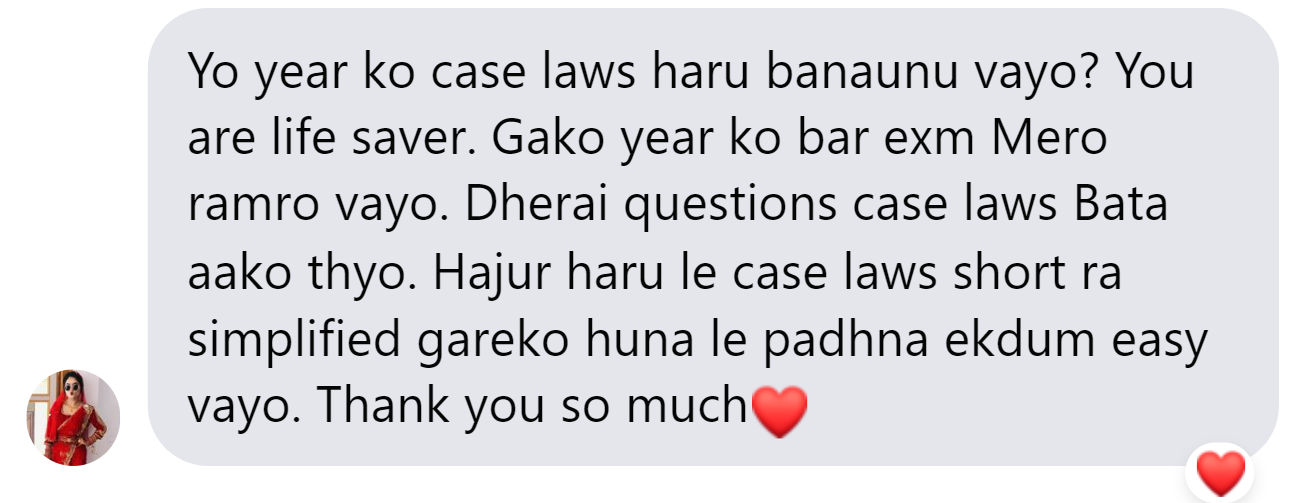 Yo year ko case laws haru banaunu vayo? You
are life saver. Gako year ko bar exm Mero
ramro vayo. Dherai questions case laws Bata
aako thyo. Hajur haru le case laws short ra
simplified gareko huna le padhna ekdum easy
vayo. Thank you so much❤️